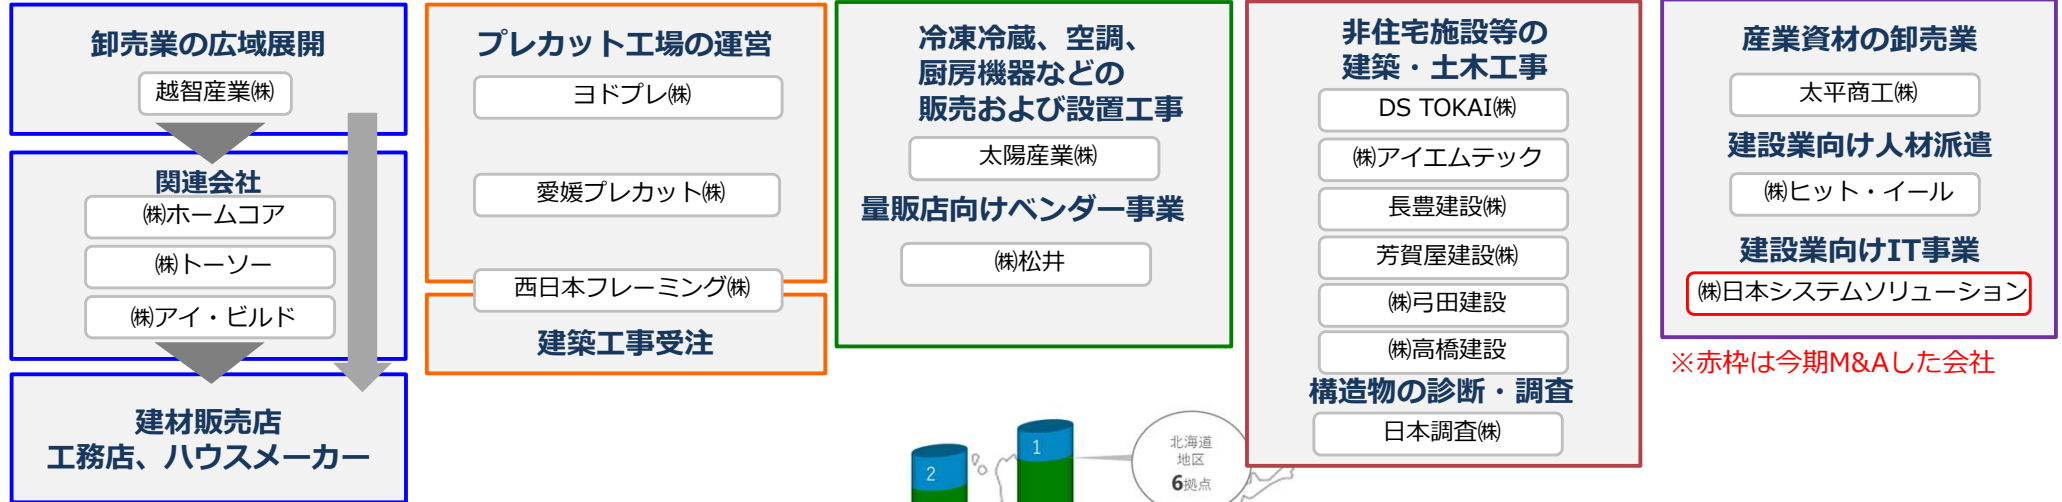 卸売業の広域展開
越智産業㈱
関連会社
㈱ホームコア
㈱トーソー
㈱アイ・ビルド
建材販売店
工務店、ハウスメーカー
プレカット工場の運営
ヨドプレ㈱
愛媛プレカット㈱
西日本フレーミング㈱
建築工事受注
冷凍冷蔵、空調、
厨房機器などの
販売および設置工事
太陽産業㈱
量販店向けベンダー事業
㈱松井
非住宅施設等の
建築・土木工事
DS TOKAI㈱
㈱アイエムテック
長豊建設㈱
芳賀屋建設㈱
㈱弓田建設
㈱高橋建設
構造物の診断・調査
日本調査㈱
産業資材の卸売業
太平商工㈱
建設業向け人材派遣
㈱ヒット・イール
建設業向けIT事業
㈱日本システムソリューション
※赤枠は今期M&Aした会社
2
1
北海道
地区
6拠点